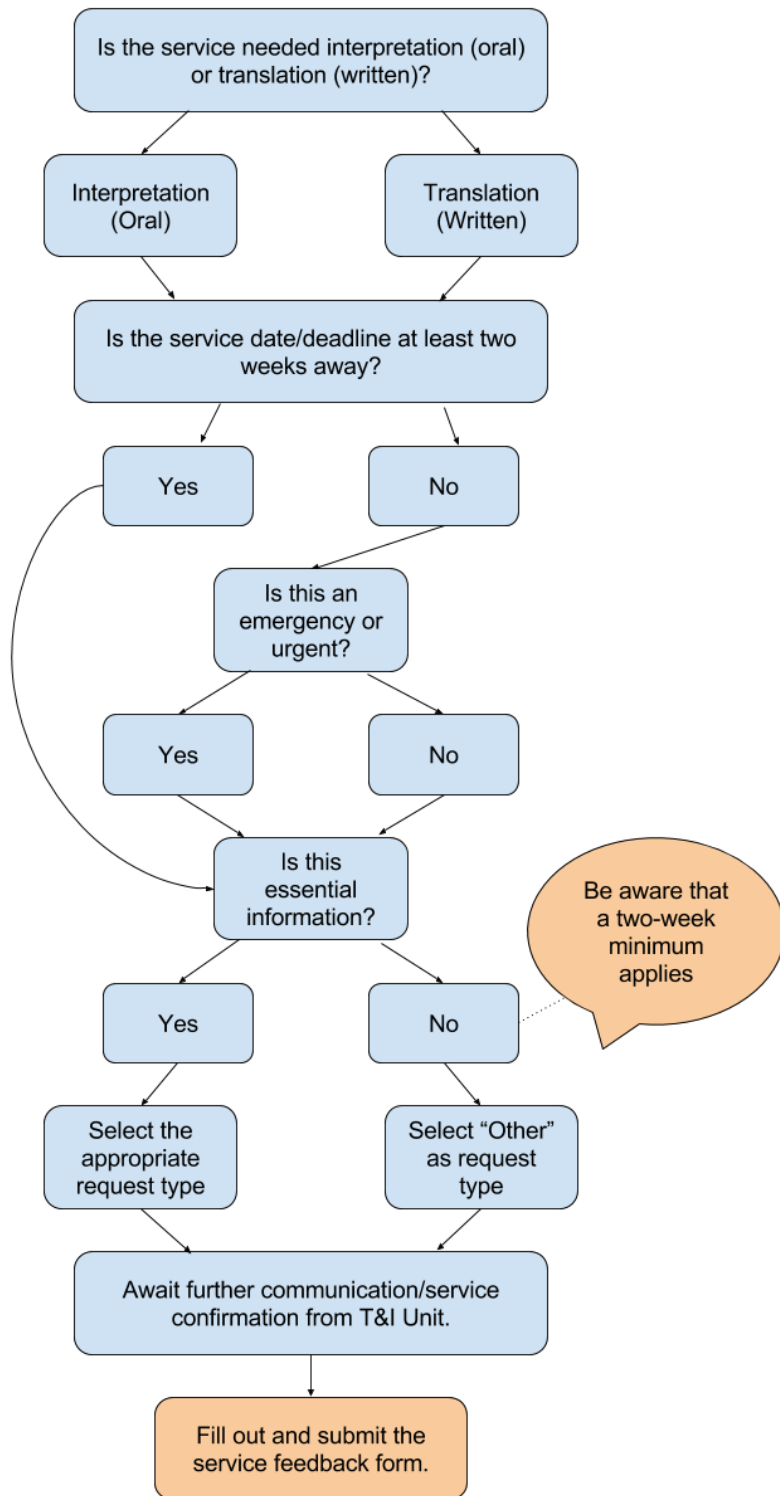 Is the service needed interpretation (oral)
or translation (written)?
Interpretation
(Oral)
Translation
(Written)
Is the service date/deadline at least two
weeks away?
Yes
No
Is this an
emergency or
urgent?
Yes
No
Is this
essential
information?
Be aware that
a two-week
minimum
applies
Yes
No
Select the
appropriate
request type
Select “Other”
as request
type
Await further communication/service
confirmation from T&I Unit.
Fill out and submit the
service feedback form.